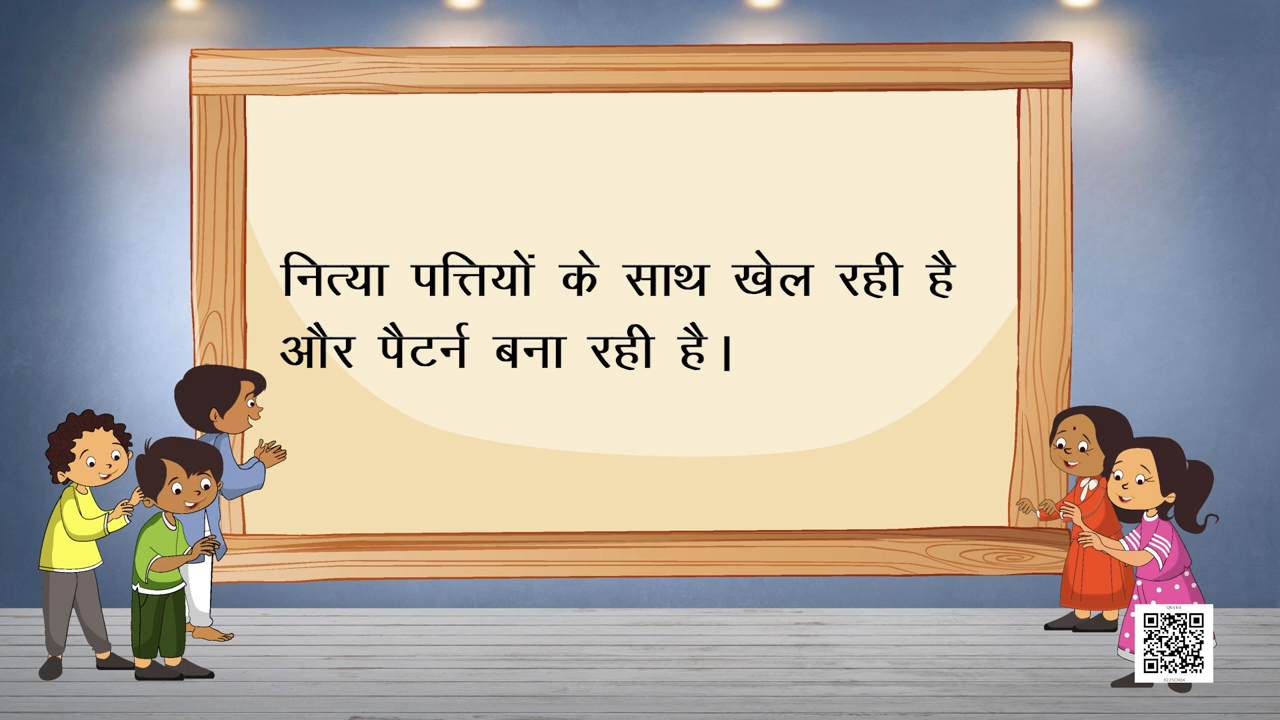 नित्या पत्तियों के साथ खेल रही है
और पैटर्न बना रही है।